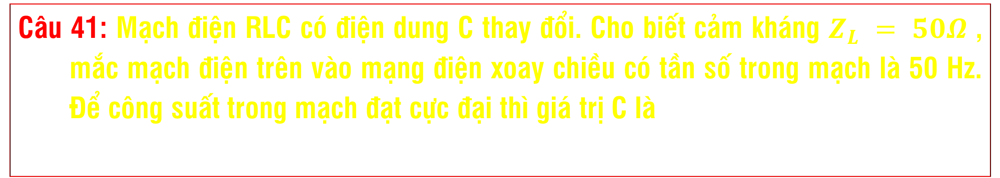 Câu 41: Mạch điện RLC có điện dung C thay đổi. Cho biết cảm kháng Z_L = 50Ω ,
mắc mạch điện trên vào mạng điện xoay chiều có tần số trong mạch là 50 Hz.
Để công suất trong mạch đạt cực đại thì giá trị C là